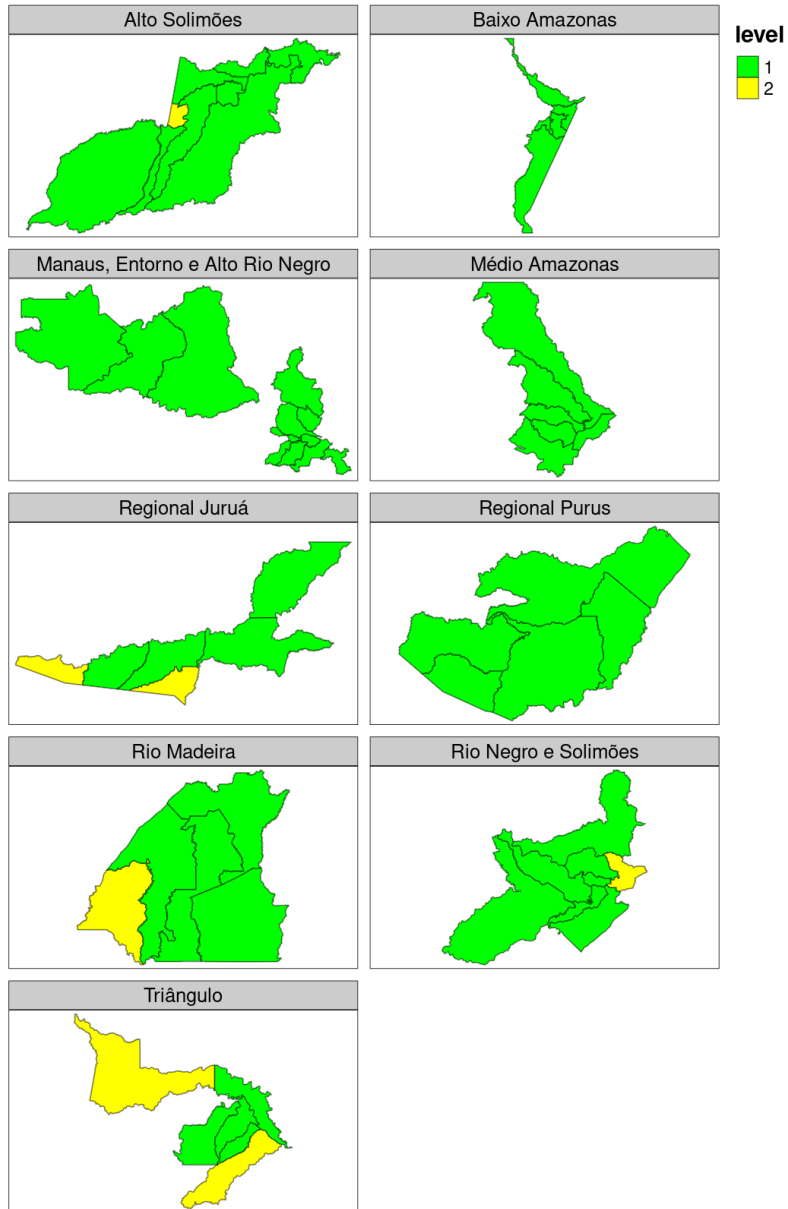 Alto Solimões
Baixo Amazonas
level
1
2
Manaus, Entorno e Alto Rio Negro
Médio Amazonas
Regional Juruá
Regional Purus
Rio Madeira
Rio Negro e Solimões
Triângulo